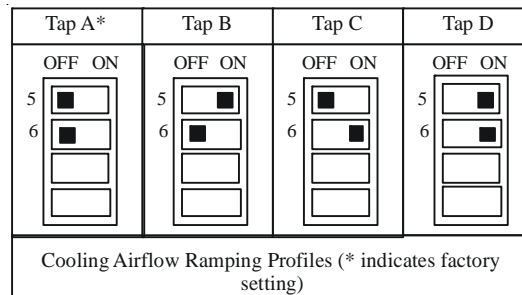 Tap A* Tap B Tap C Tap D
OFF ON OFF ON OFF ON OFF ON
5 5 5 5
6 6 6 6
Cooling Airflow Ramping Profiles (* indicates factory
setting)